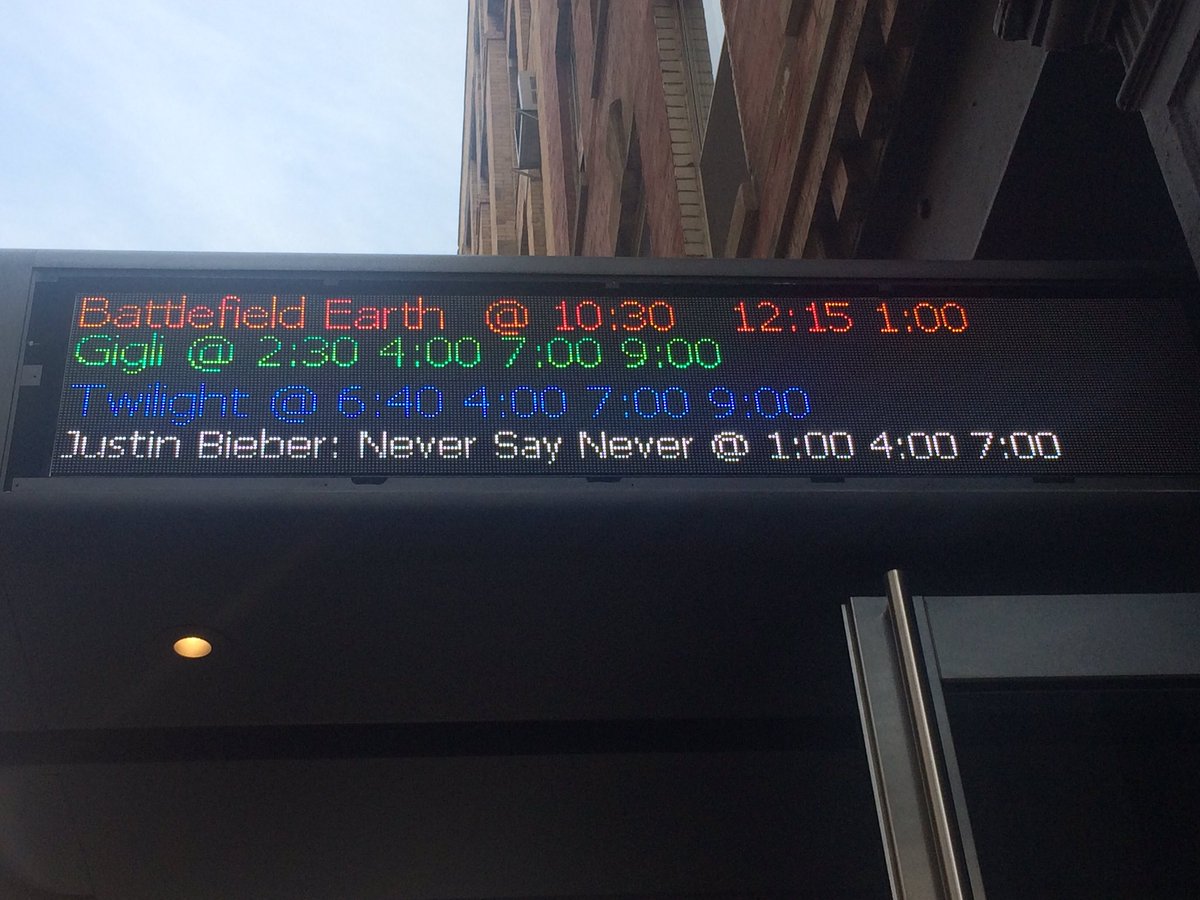 Battlefield Earth @ 10:30 12:15 1:00
Gigli @ 2:30 4:00 7:00 9:00
Twilight @ 6:40 4:00 7:00 9:00
Justin Bieber: Never Say Never @ 1:00 4:00 7:00